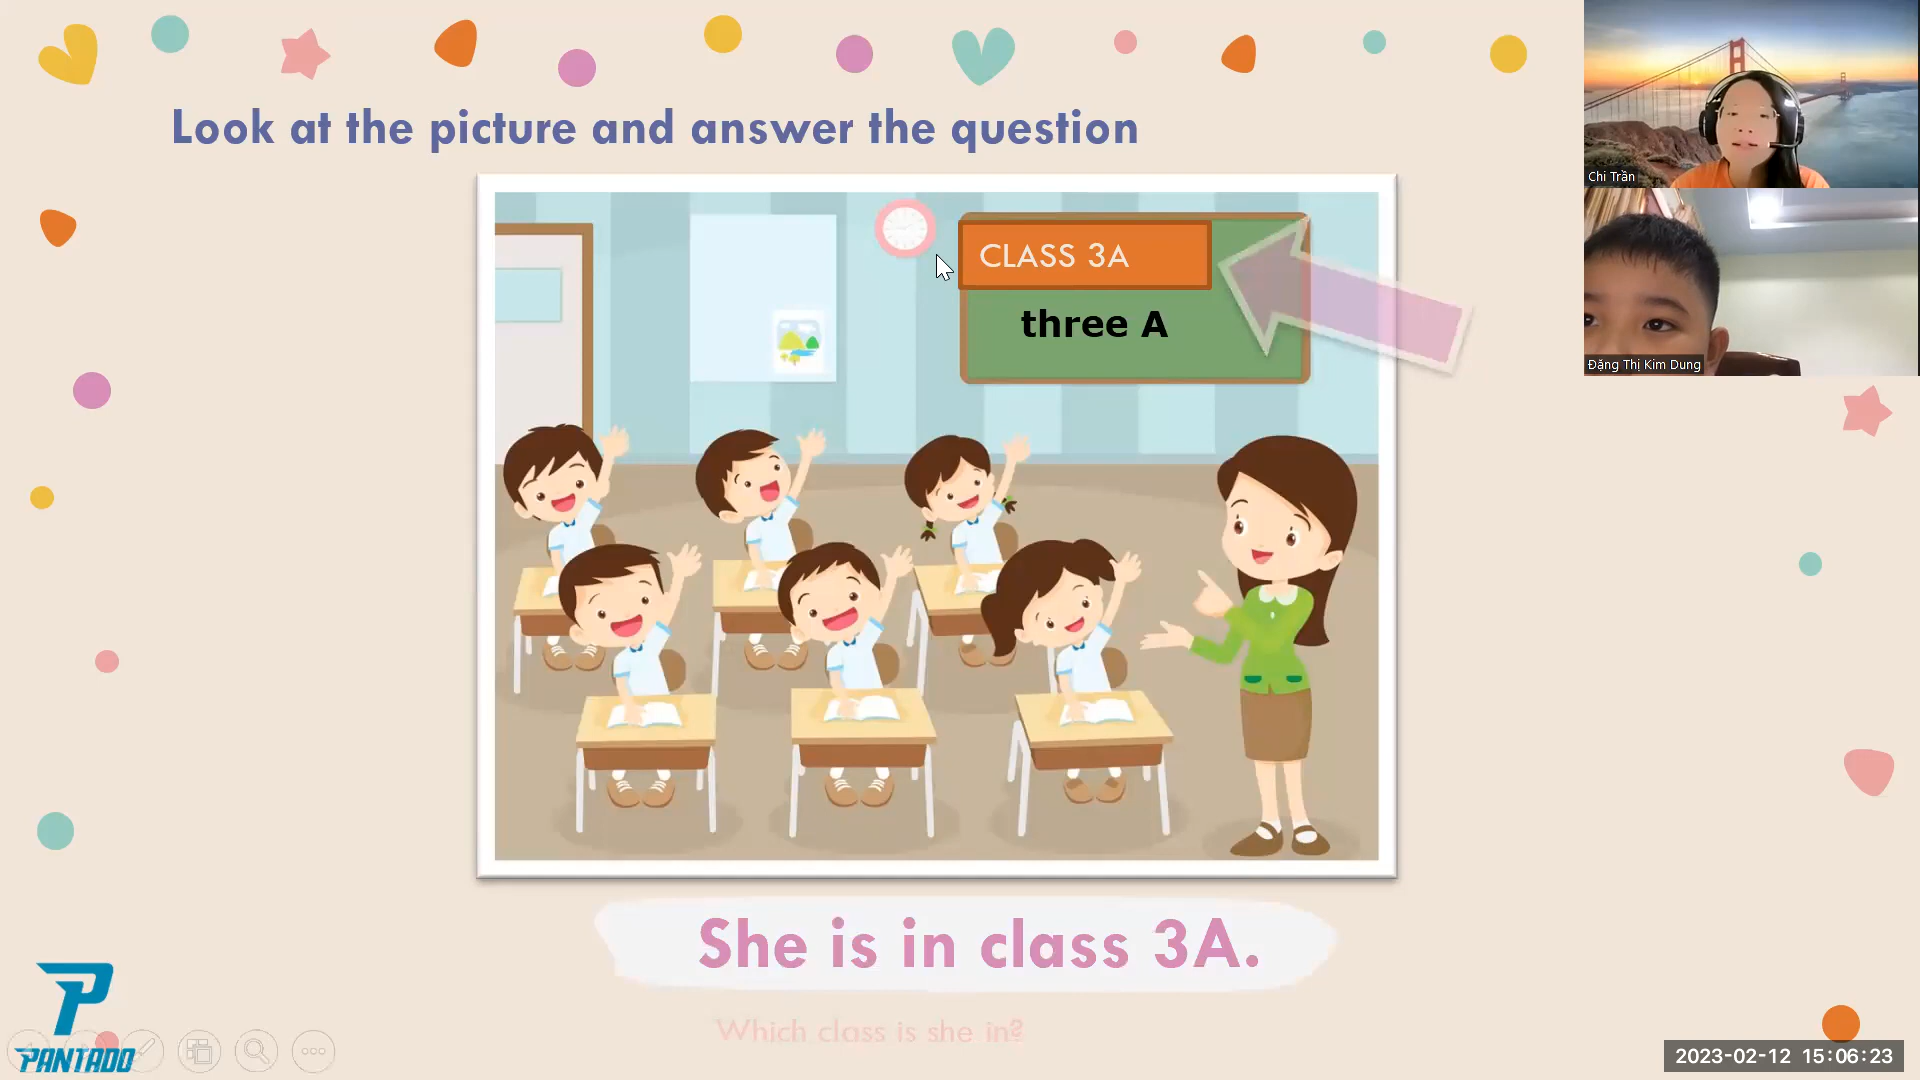 Look at the picture and answer the question
Chi Trần
CLASS 3A
three A
Đặng Thị Kim Dung
She is in class 3A.
Which class is she in?
PANTADO
2023-02-12 15:06:23